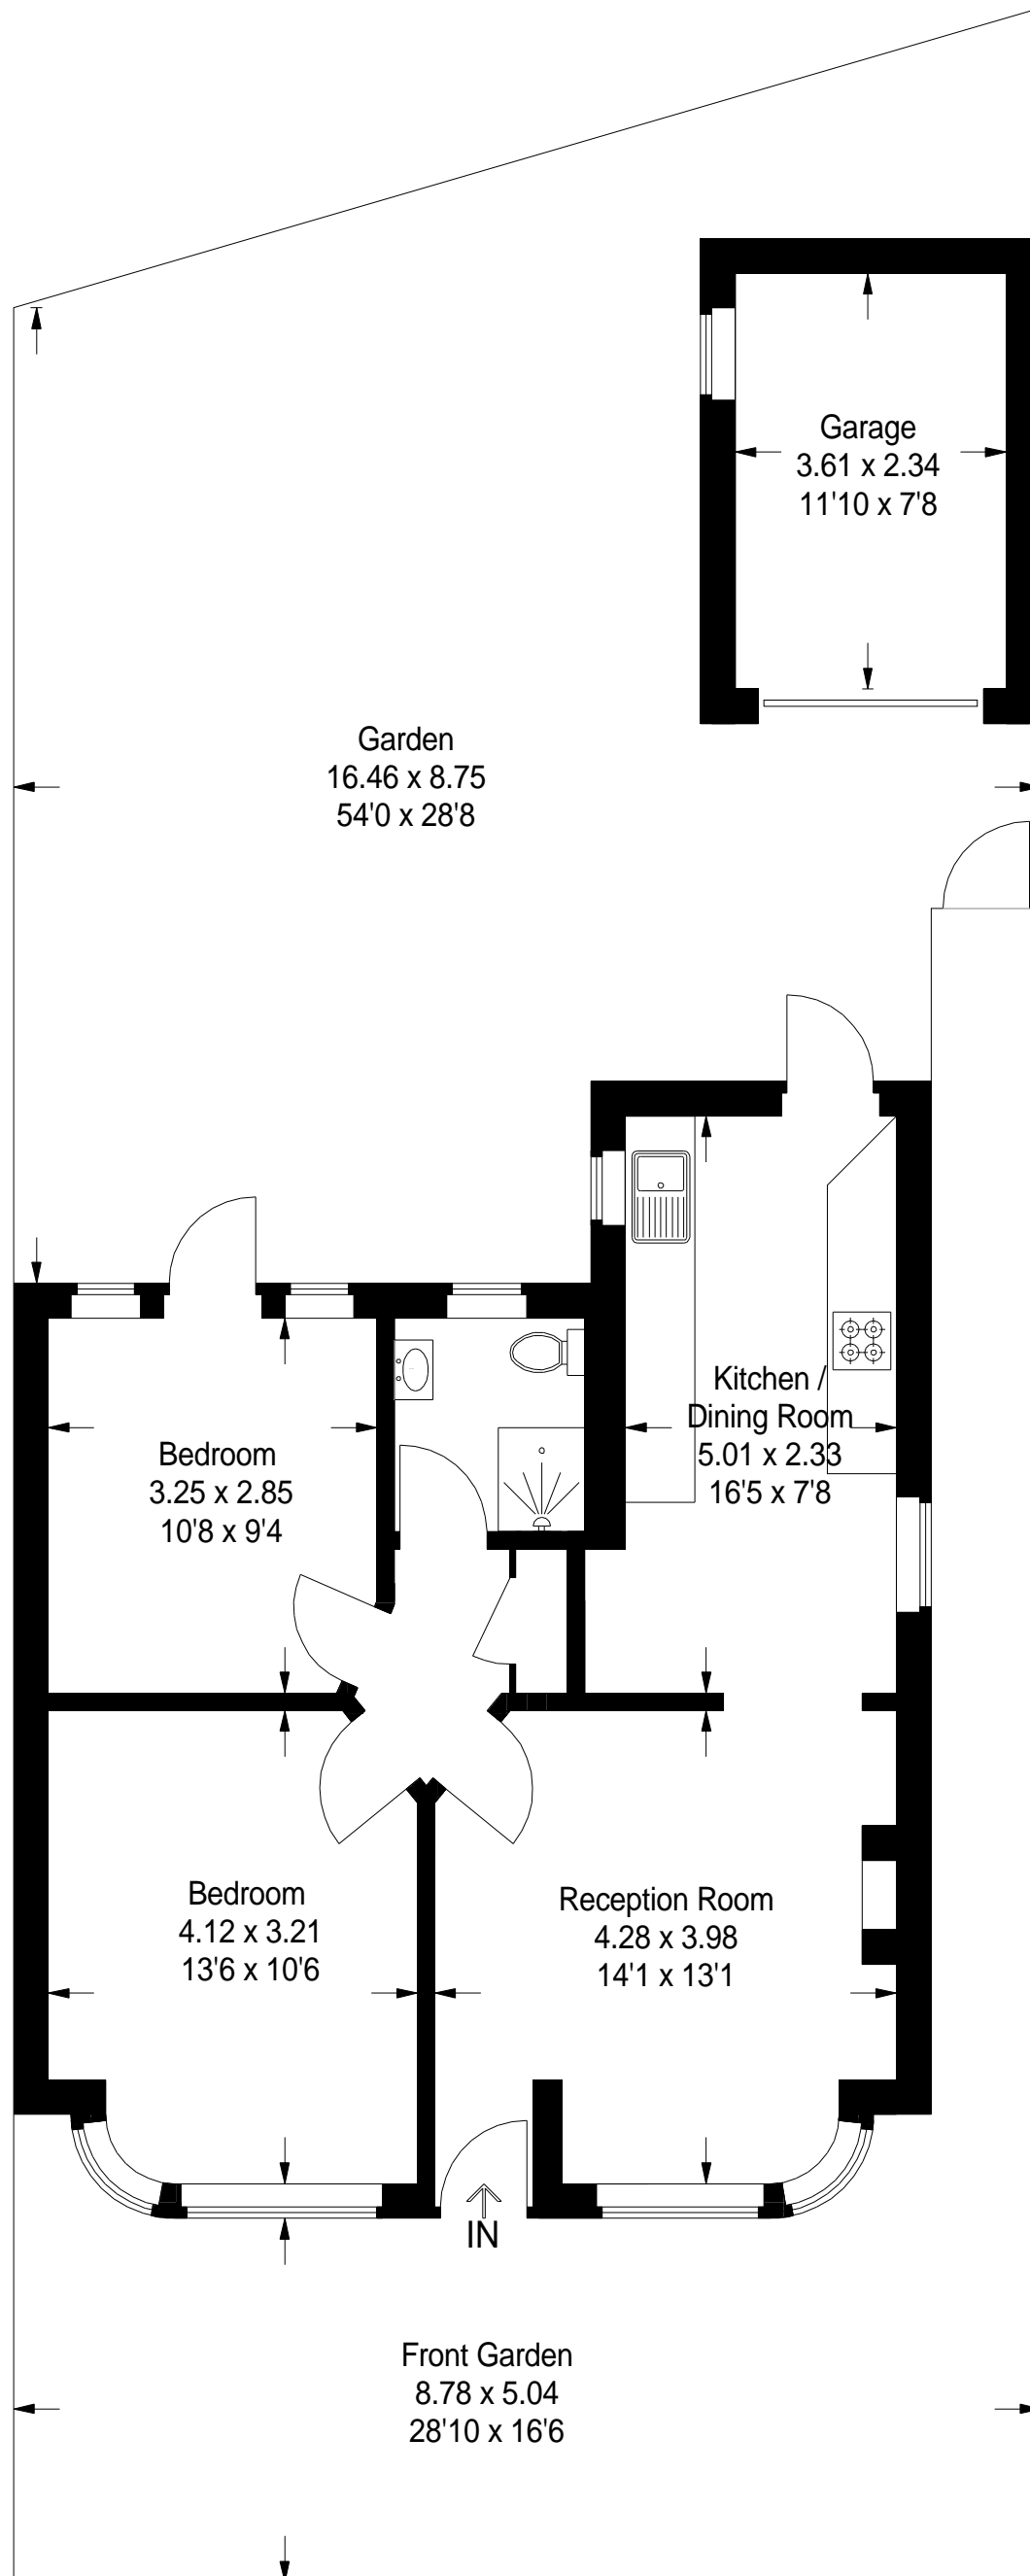 Garage
3.61 x 2.34
11'10 x 7'8
Garden
16.46 x 8.75
54'0 x 28'8
Kitchen /
Dining Room
5.01 x 2.33
16'5 x 7'8
Bedroom
3.25 x 2.85
10'8 x 9'4
Bedroom
4.12 x 3.21
13'6 x 10'6
Reception Room
4.28 x 3.98
14'1 x 13'1
IN
Front Garden
8.78 x 5.04
28'10 x 16'6